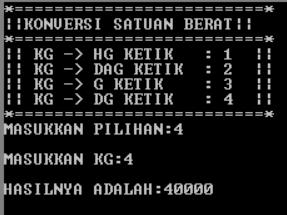 *============================*
||KONVERSI SATUAN BERAT||
*============================*
|| KG -> HG KETIK : 1 ||
|| KG -> DAG KETIK : 2 ||
|| KG -> G KETIK : 3 ||
|| KG -> DG KETIK : 4 ||
*============================*
MASUKKAN PILIHAN:4
MASUKKAN KG:4
HASILNYA ADALAH:40000